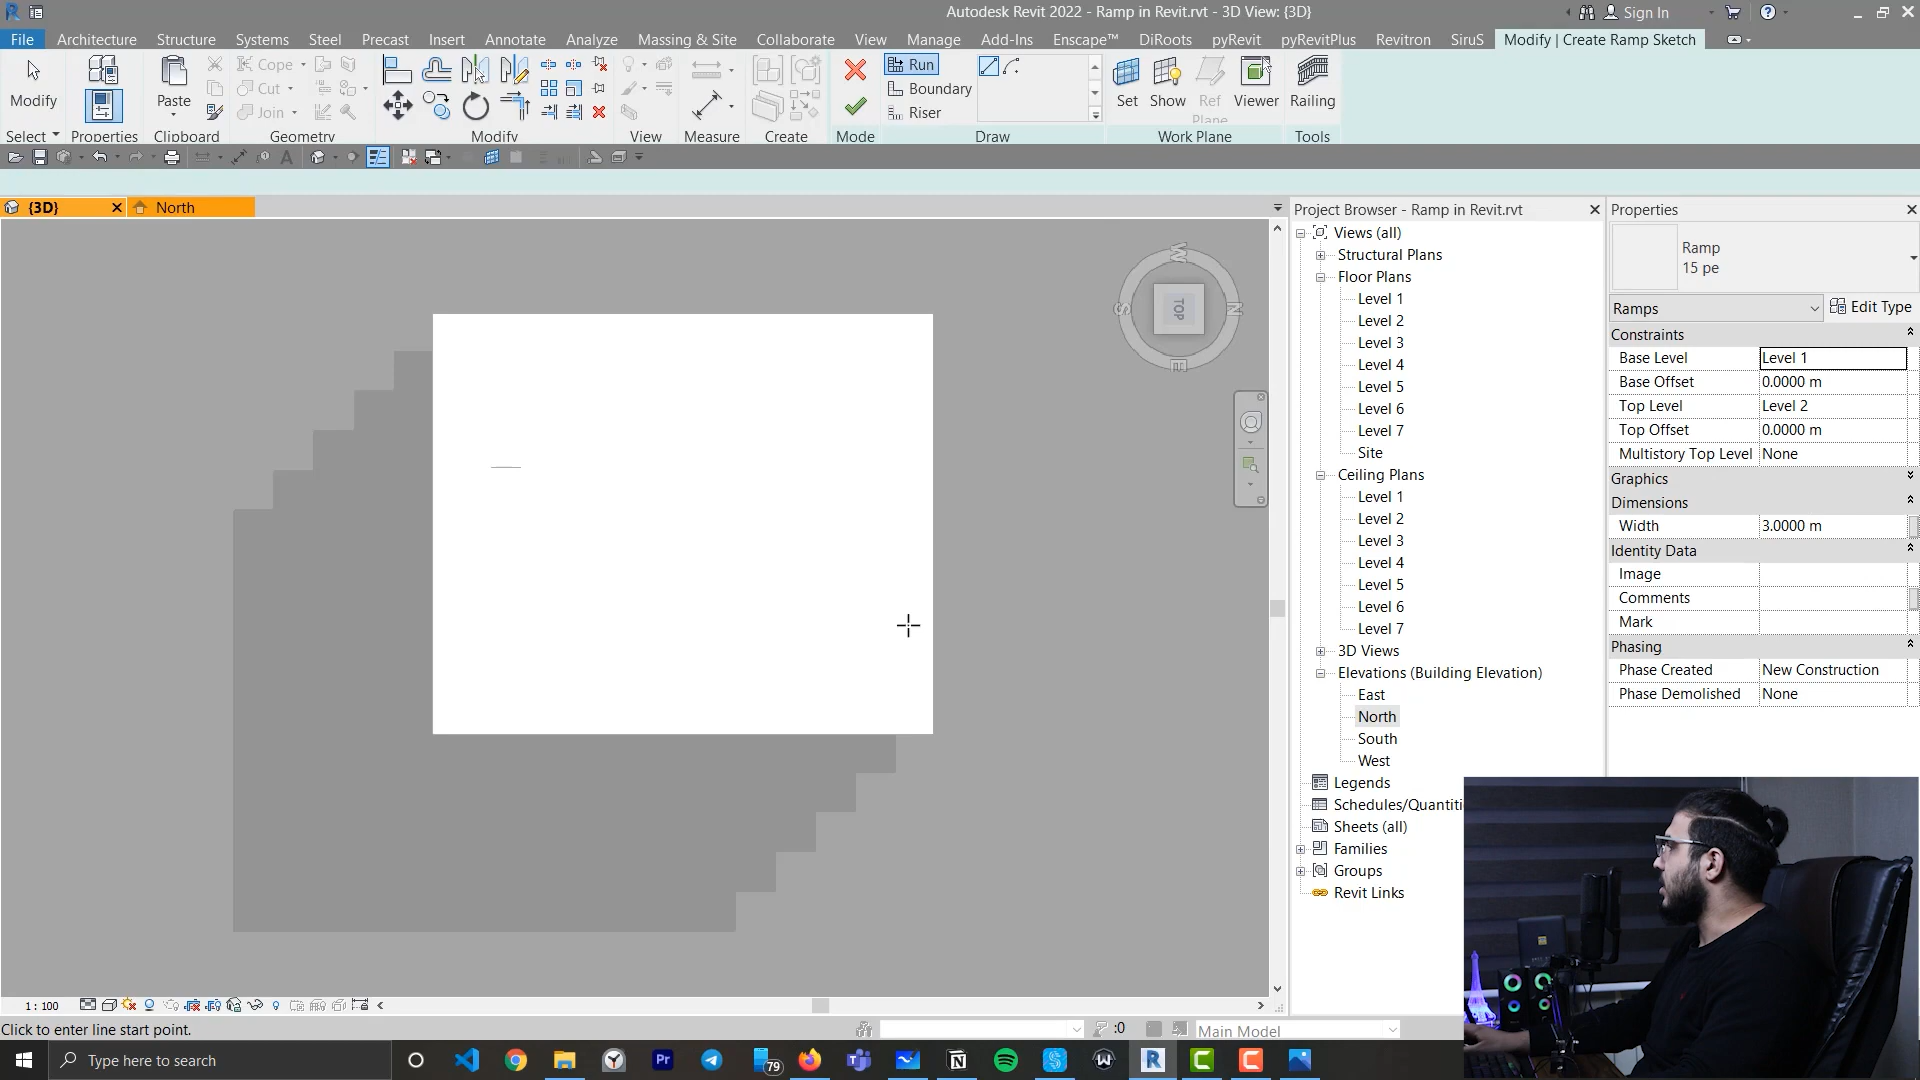 Autodesk Revit 2022 - Ramp in Revit.rvt - 3D View: {3D}
Sign In
File Architecture Structure Systems Steel Precast Insert Annotate Analyze Massing & Site Collaborate View Manage Add-Ins Enscape™ DiRoots pyRevit pyRevitPlus Revitron SiruS Modify | Create Ramp Sketch
Modify
Paste
Cope
Cut
Join
Run
Boundary
Riser
Set
Show
Ref
Plane
Viewer
Railing
Select Properties Clipboard Geometry Modify View Measure Create Mode Draw Work Plane Tools
{3D}
North
TOP
W
N
S
E
Project Browser - Ramp in Revit.rvt
Views (all)
Structural Plans
Floor Plans
Level 1
Level 2
Level 3
Level 4
Level 5
Level 6
Level 7
Site
Ceiling Plans
Level 1
Level 2
Level 3
Level 4
Level 5
Level 6
Level 7
3D Views
Elevations (Building Elevation)
East
North
South
West
Legends
Schedules/Quantiti
Sheets (all)
Families
Groups
Revit Links
Properties
Ramp
15 pe
Ramps
Edit Type
Constraints
Base Level Level 1
Base Offset 0.0000 m
Top Level Level 2
Top Offset 0.0000 m
Multistory Top Level None
Graphics
Dimensions
Width 3.0000 m
Identity Data
Image
Comments
Mark
Phasing
Phase Created New Construction
Phase Demolished None
1 : 100
Click to enter line start point.
:0
Main Model
Type here to search
Pr
79